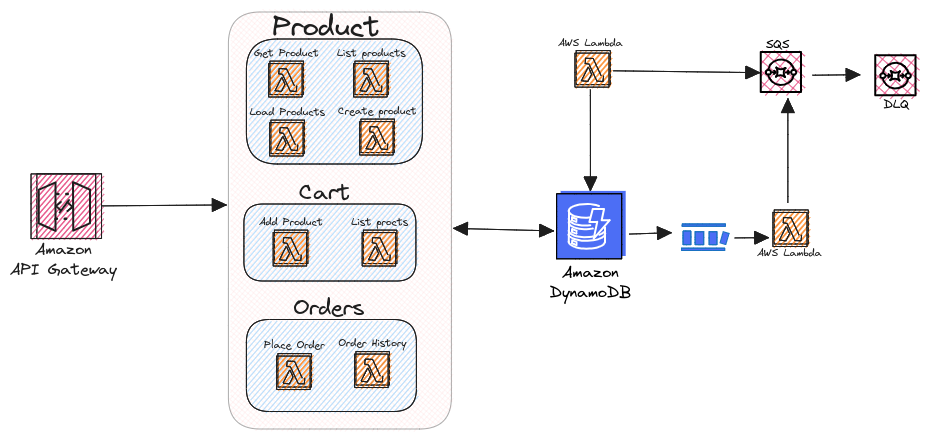 Product
Get Product
List products
Load Products
Create product
Cart
Add Product
List procts
Orders
Place Order
Order History
Amazon
API Gateway
AWS Lambda
SQS
DLQ
Amazon
DynamoDB
AWS Lambda